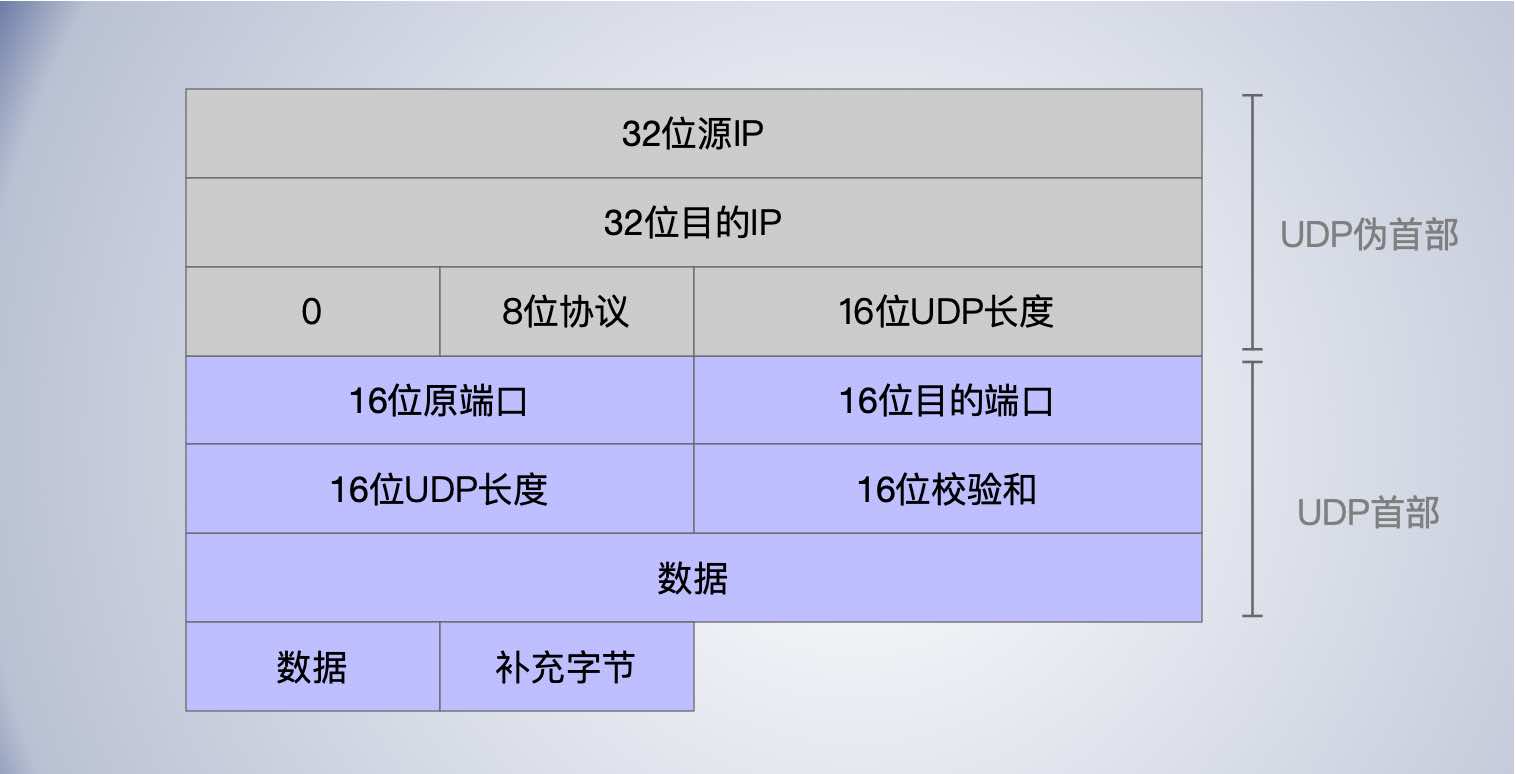 32位源IP
32位目的IP
UDP伪首部
0
8位协议
16位UDP长度
16位原端口
16位目的端口
16位UDP长度
16位校验和
UDP首部
数据
数据
补充字节